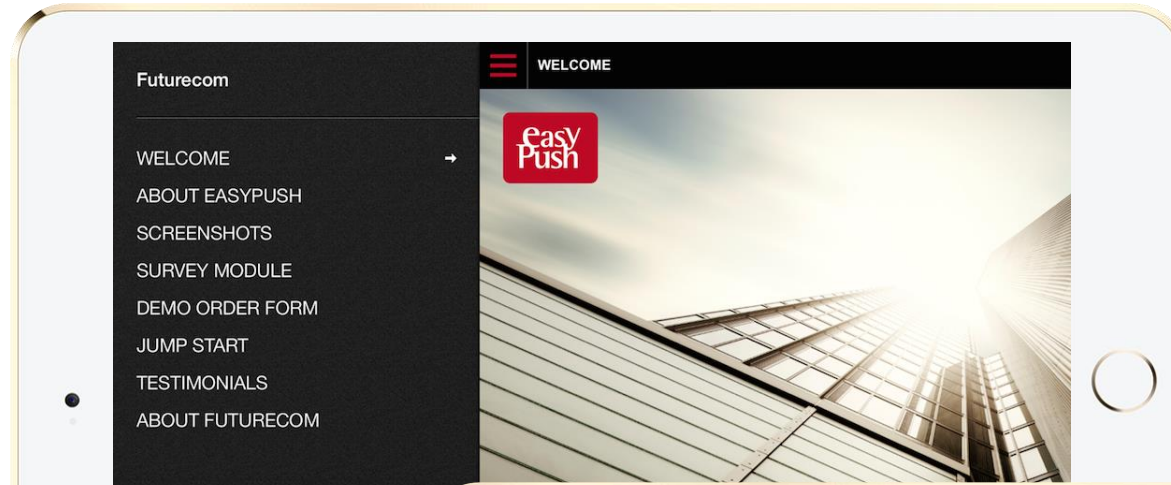 Futurecom
WELCOME
ABOUT EASYPUSH
SCREENSHOTS
SURVEY MODULE
DEMO ORDER FORM
JUMP START
TESTIMONIALS
ABOUT FUTURECOM
WELCOME
easy
Push